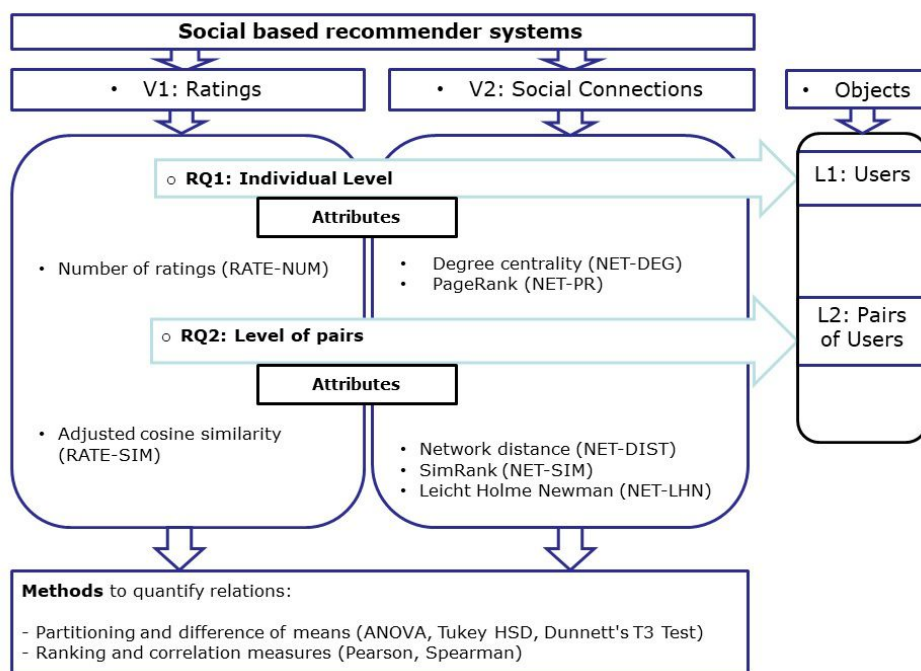 Social based recommender systems
• V1: Ratings
• V2: Social Connections
• Objects
○ RQ1: Individual Level
L1: Users
Attributes
• Number of ratings (RATE-NUM)
• Degree centrality (NET-DEG)
• PageRank (NET-PR)
○ RQ2: Level of pairs
L2: Pairs
of Users
Attributes
• Adjusted cosine similarity
(RATE-SIM)
• Network distance (NET-DIST)
• SimRank (NET-SIM)
• Leicht Holme Newman (NET-LHN)
Methods to quantify relations:
- Partitioning and difference of means (ANOVA, Tukey HSD, Dunnett's T3 Test)
- Ranking and correlation measures (Pearson, Spearman)